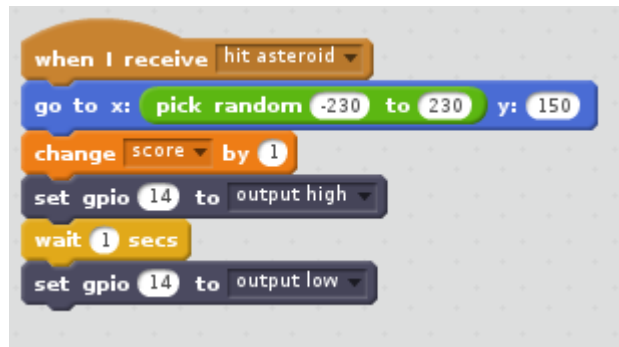 when I receive hit asteroid
go to x: pick random -230 to 230 y: 150
change score by 1
set gpio 14 to output high
wait 1 secs
set gpio 14 to output low